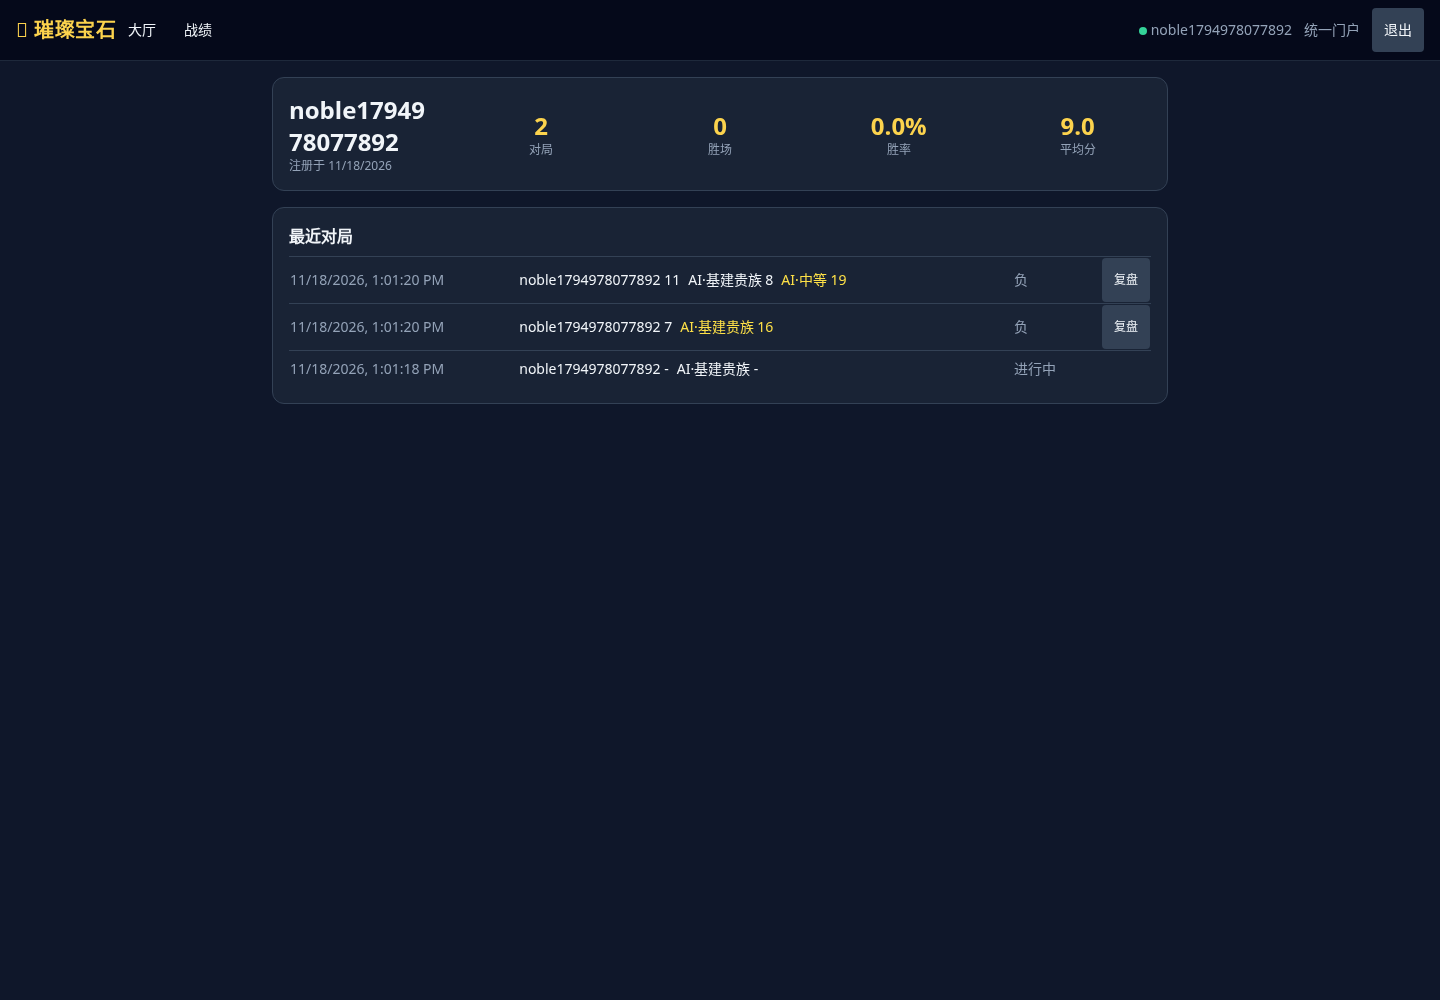 璀璨宝石 大厅 战绩 noble1794978077892 统一门户 退出
noble17949
78077892
注册于 11/18/2026
2
对局
0
胜场
0.0%
胜率
9.0
平均分
最近对局
11/18/2026, 1:01:20 PM noble1794978077892 11 AI·基建贵族 8 AI·中等 19 负 复盘
11/18/2026, 1:01:20 PM noble1794978077892 7 AI·基建贵族 16 负 复盘
11/18/2026, 1:01:18 PM noble1794978077892 - AI·基建贵族 - 进行中